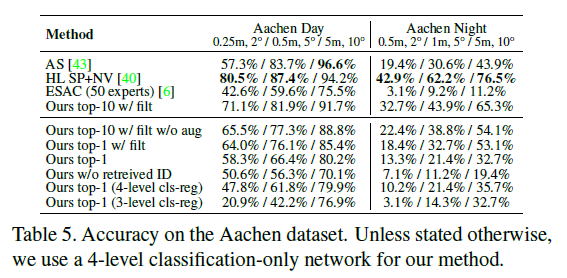 Method Aachen Day Aachen Night
0.25m, 2° / 0.5m, 5° / 5m, 10° 0.5m, 2° / 1m, 5° / 5m, 10°
AS [43] 57.3% / 83.7% / 96.6% 19.4% / 30.6% / 43.9%
HL SP+NV [40] 80.5% / 87.4% / 94.2% 42.9% / 62.2% / 76.5%
ESAC (50 experts) [6] 42.6% / 59.6% / 75.5% 3.1% / 9.2% / 11.2%
Ours top-10 w/ filt 71.1% / 81.9% / 91.7% 32.7% / 43.9% / 65.3%
Ours top-10 w/ filt w/o aug 65.5% / 77.3% / 88.8% 22.4% / 38.8% / 54.1%
Ours top-1 w/ filt 64.0% / 76.1% / 85.4% 18.4% / 32.7% / 53.1%
Ours top-1 58.3% / 66.4% / 80.2% 13.3% / 21.4% / 32.7%
Ours w/o retreived ID 50.6% / 56.3% / 70.1% 7.1% / 11.2% / 19.4%
Ours top-1 (4-level cls-reg) 47.8% / 61.8% / 79.9% 10.2% / 21.4% / 35.7%
Ours top-1 (3-level cls-reg) 20.9% / 42.2% / 76.9% 3.1% / 14.3% / 32.7%
Table 5. Accuracy on the Aachen dataset. Unless stated otherwise,
we use a 4-level classification-only network for our method.